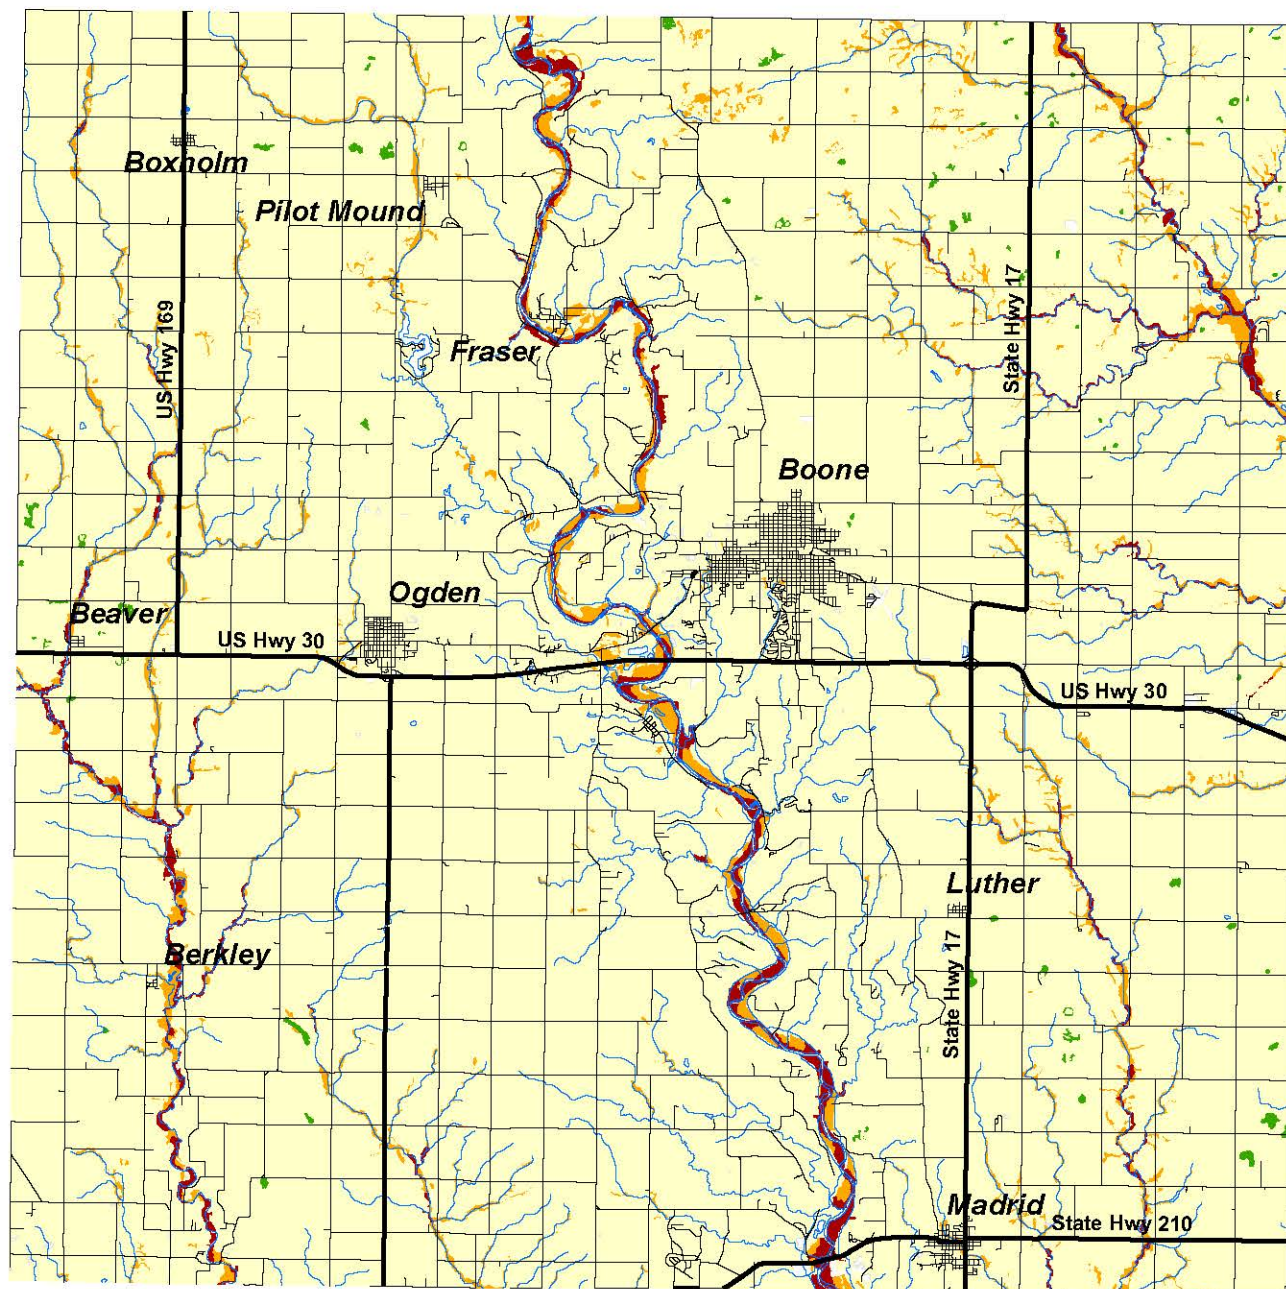 Boxholm
Pilot Mound
US Hwy 169
State Hwy 17
Fraser
Boone
Ogden
Beaver
US Hwy 30
US Hwy 30
Luther
Berkley
State Hwy 17
Madrid
State Hwy 210